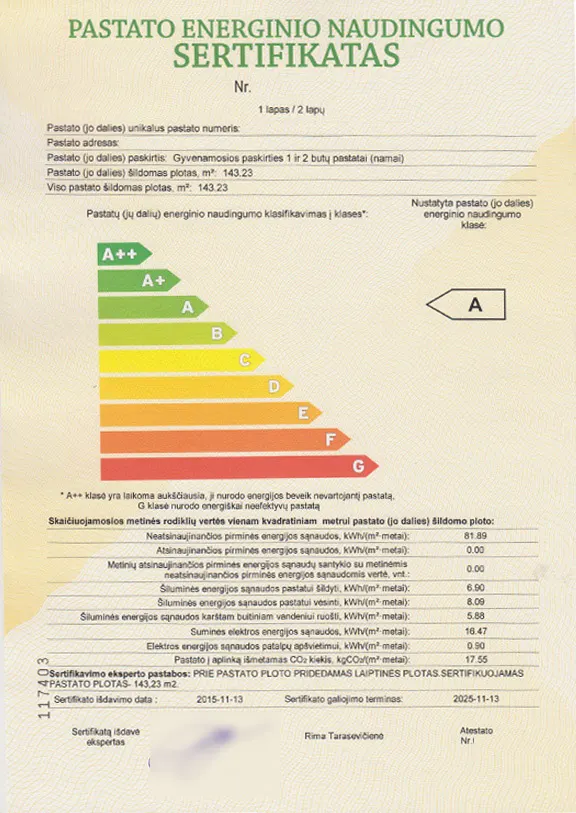 PASTATO ENERGINIO NAUDINGUMO
SERTIFIKATAS
Nr.
1 lapas / 2 lapų
Pastato (jo dalies) unikalus pastato numeris:
Pastato adresas:
Pastato (jo dalies) paskirtis: Gyvenamosios paskirties 1 ir 2 butų pastatai (namai)
Pastato (jo dalies) šildomas plotas, m²: 143.23
Viso pastato šildomas plotas, m²: 143.23
Pastatų (jų dalių) energinio naudingumo klasifikavimas į klases*:
Nustatyta pastato (jo dalies)
energinio naudingumo
klasė:
A++
A+
A
B
C
D
E
F
G
A
* A++ klasė yra laikoma aukščiausia, ji nurodo energijos beveik nevartojantį pastatą,
G klasė nurodo energiškai neefektyvų pastatą
Skaičiuojamosios metinės rodiklių vertės vienam kvadratiniam metrui pastato (jo dalies) šildomo ploto:
Neatsinaujinančios pirminės energijos sąnaudos, kWh/(m²·metai): 81.89
Atsinaujinančios pirminės energijos sąnaudos, kWh/(m²·metai): 0.00
Metinių atsinaujinančios pirminės energijos sąnaudų santykio su metinėmis
neatsinaujinančios pirminės energijos sąnaudomis vertė, vnt.: 0.00
Šiluminės energijos sąnaudos pastatui šildyti, kWh/(m²·metai): 6.90
Šiluminės energijos sąnaudos pastatui vėsinti, kWh/(m²·metai): 8.09
Šiluminės energijos sąnaudos karštam buitiniam vandeniui ruošti, kWh/(m²·metai): 5.88
Suminės elektros energijos sąnaudos, kWh/(m²·metai): 16.47
Elektros energijos sąnaudos patalpų apšvietimui, kWh/(m²·metai): 0.90
Pastato į aplinką išmetamas CO₂ kiekis, kgCO₂/(m²·metai): 17.55
Sertifikavimo eksperto pastabos: PRIE PASTATO PLOTO PRIDEDAMAS LAIPTINĖS PLOTAS.SERTIFIKUOJAMAS
PASTATO PLOTAS- 143,23 m2.
Sertifikato išdavimo data : 2015-11-13 Sertifikato galiojimo terminas: 2025-11-13
Sertifikatą išdavė
ekspertas
Rima Tarasevičienė
Atestato
Nr.